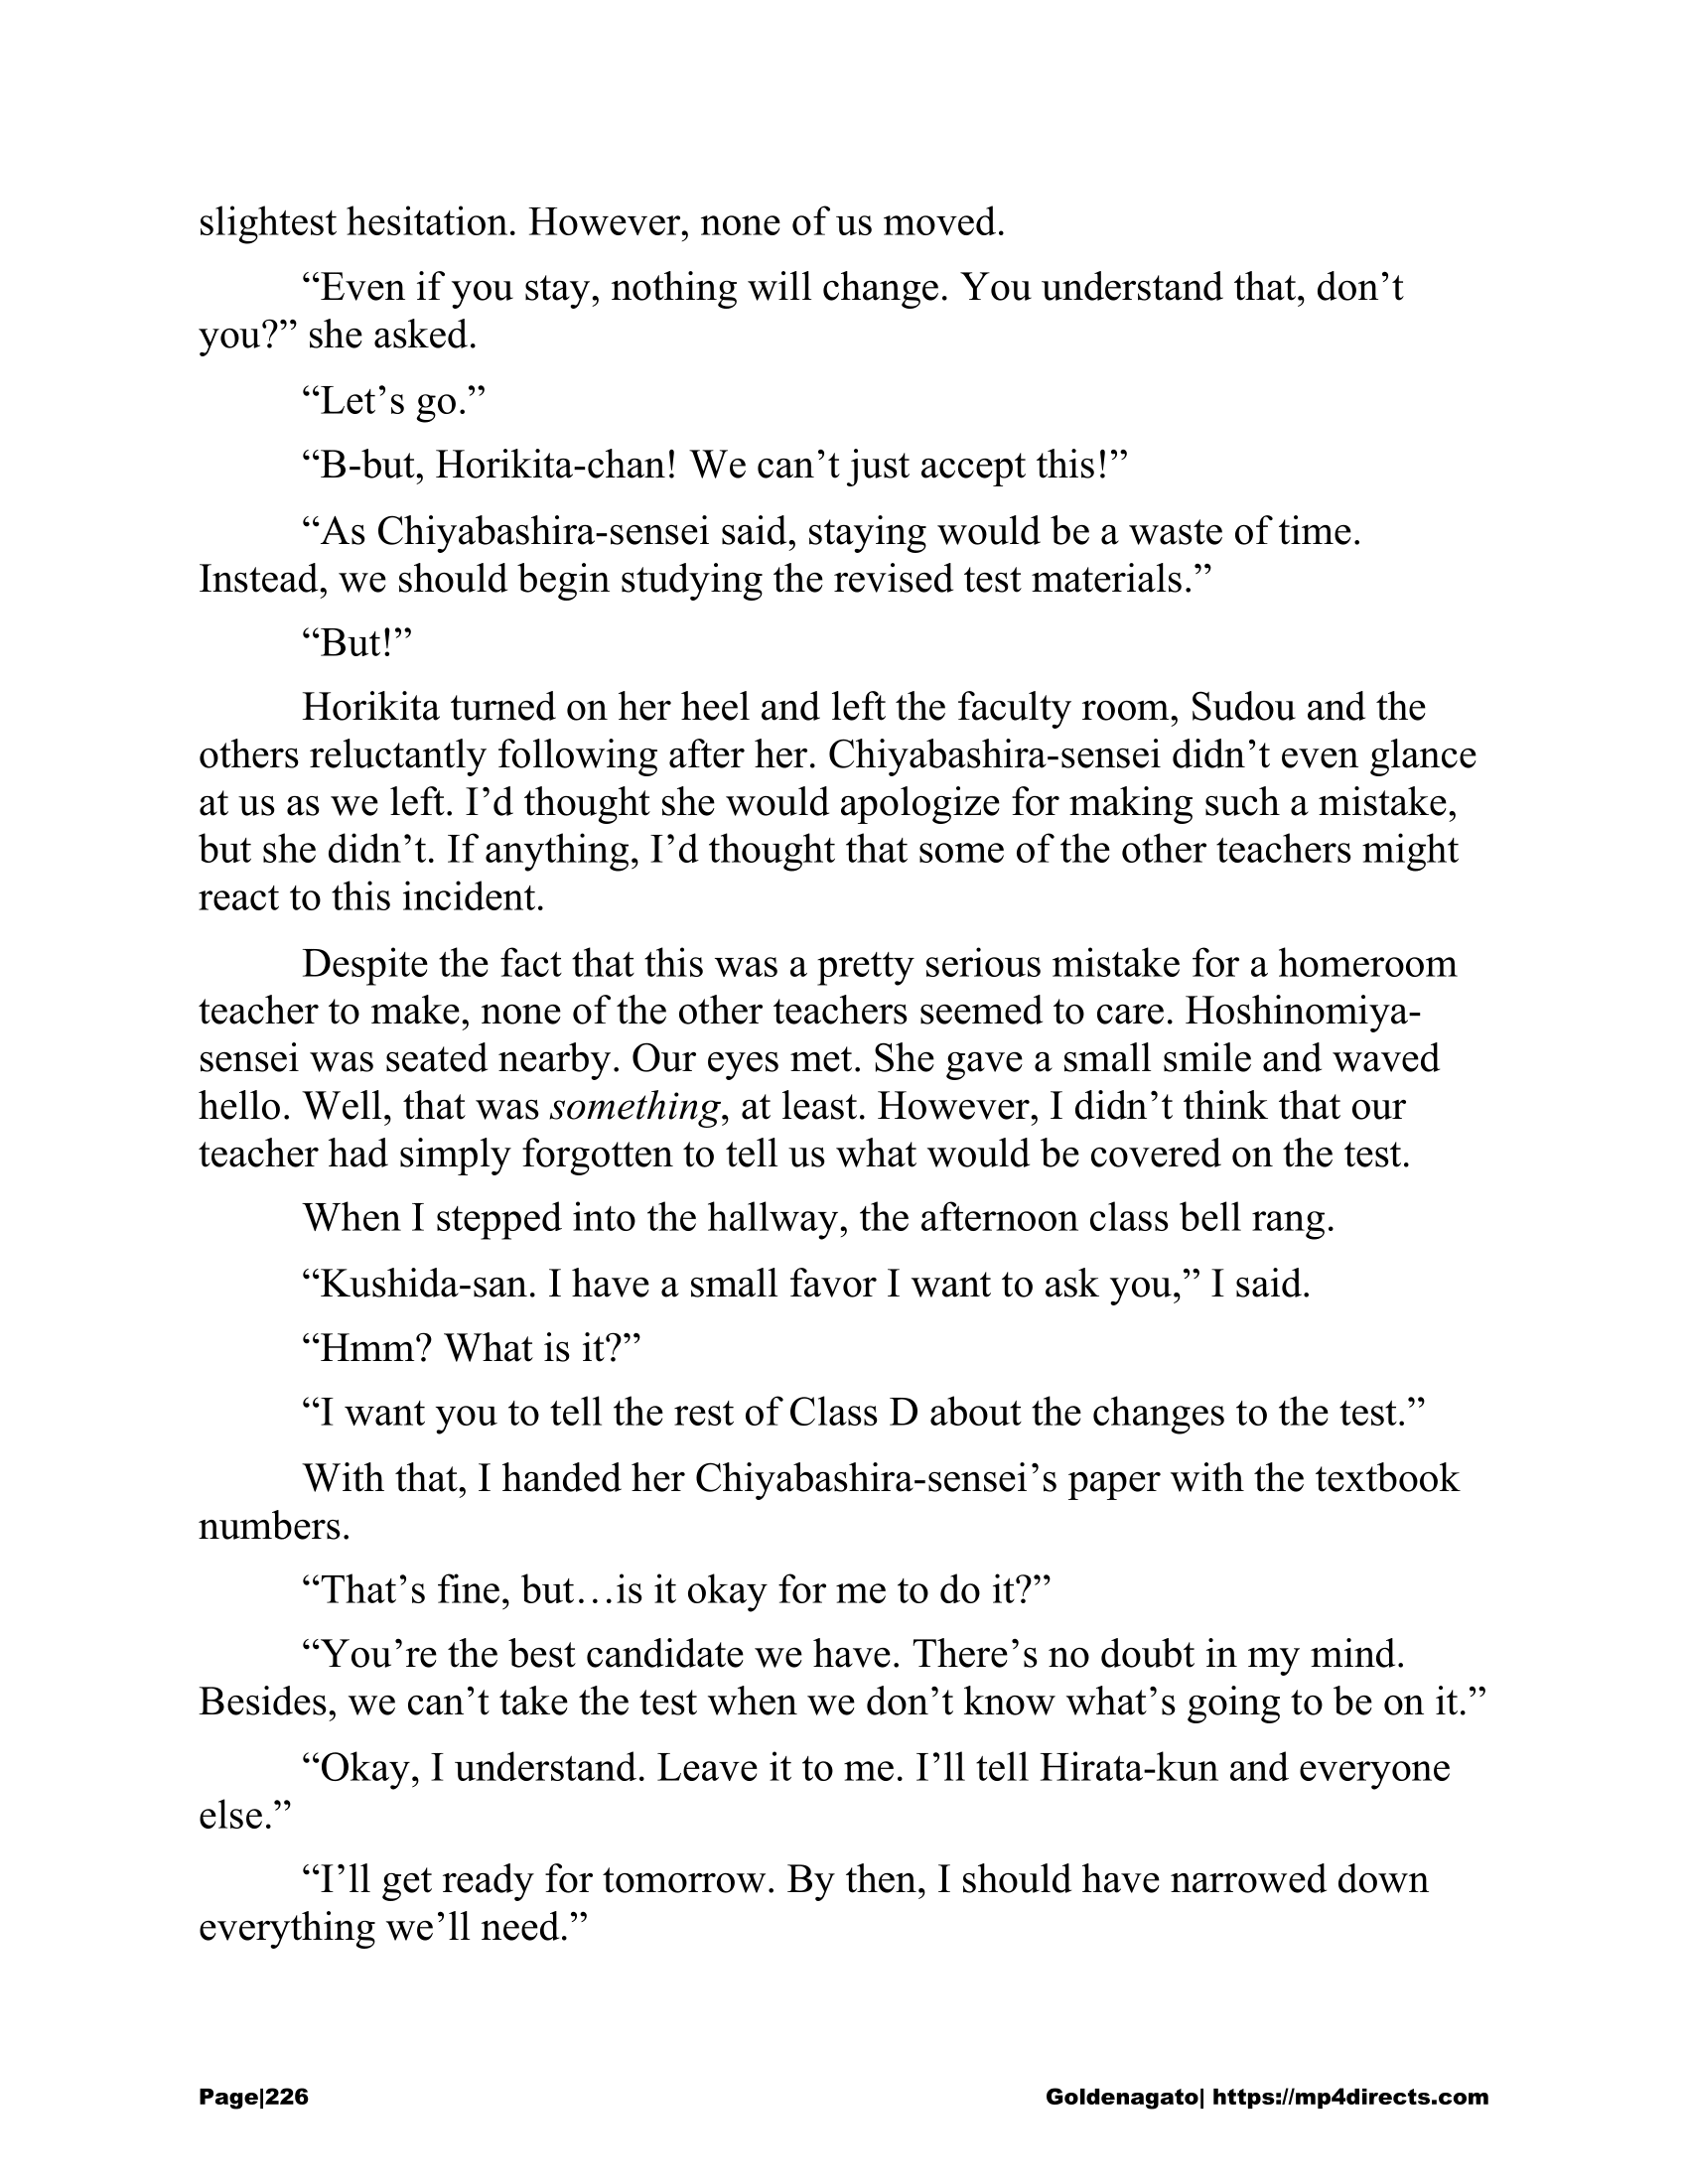 slightest hesitation. However, none of us moved.
“Even if you stay, nothing will change. You understand that, don’t
you?” she asked.
“Let’s go.”
“B-but, Horikita-chan! We can’t just accept this!”
“As Chiyabashira-sensei said, staying would be a waste of time.
Instead, we should begin studying the revised test materials.”
“But!”
Horikita turned on her heel and left the faculty room, Sudou and the
others reluctantly following after her. Chiyabashira-sensei didn’t even glance
at us as we left. I’d thought she would apologize for making such a mistake,
but she didn’t. If anything, I’d thought that some of the other teachers might
react to this incident.
Despite the fact that this was a pretty serious mistake for a homeroom
teacher to make, none of the other teachers seemed to care. Hoshinomiya-
sensei was seated nearby. Our eyes met. She gave a small smile and waved
hello. Well, that was something, at least. However, I didn’t think that our
teacher had simply forgotten to tell us what would be covered on the test.
When I stepped into the hallway, the afternoon class bell rang.
“Kushida-san. I have a small favor I want to ask you,” I said.
“Hmm? What is it?”
“I want you to tell the rest of Class D about the changes to the test.”
With that, I handed her Chiyabashira-sensei’s paper with the textbook
numbers.
“That’s fine, but…is it okay for me to do it?”
“You’re the best candidate we have. There’s no doubt in my mind.
Besides, we can’t take the test when we don’t know what’s going to be on it.”
“Okay, I understand. Leave it to me. I’ll tell Hirata-kun and everyone
else.”
“I’ll get ready for tomorrow. By then, I should have narrowed down
everything we’ll need.”
Page|226 Goldenagato| https://mp4directs.com